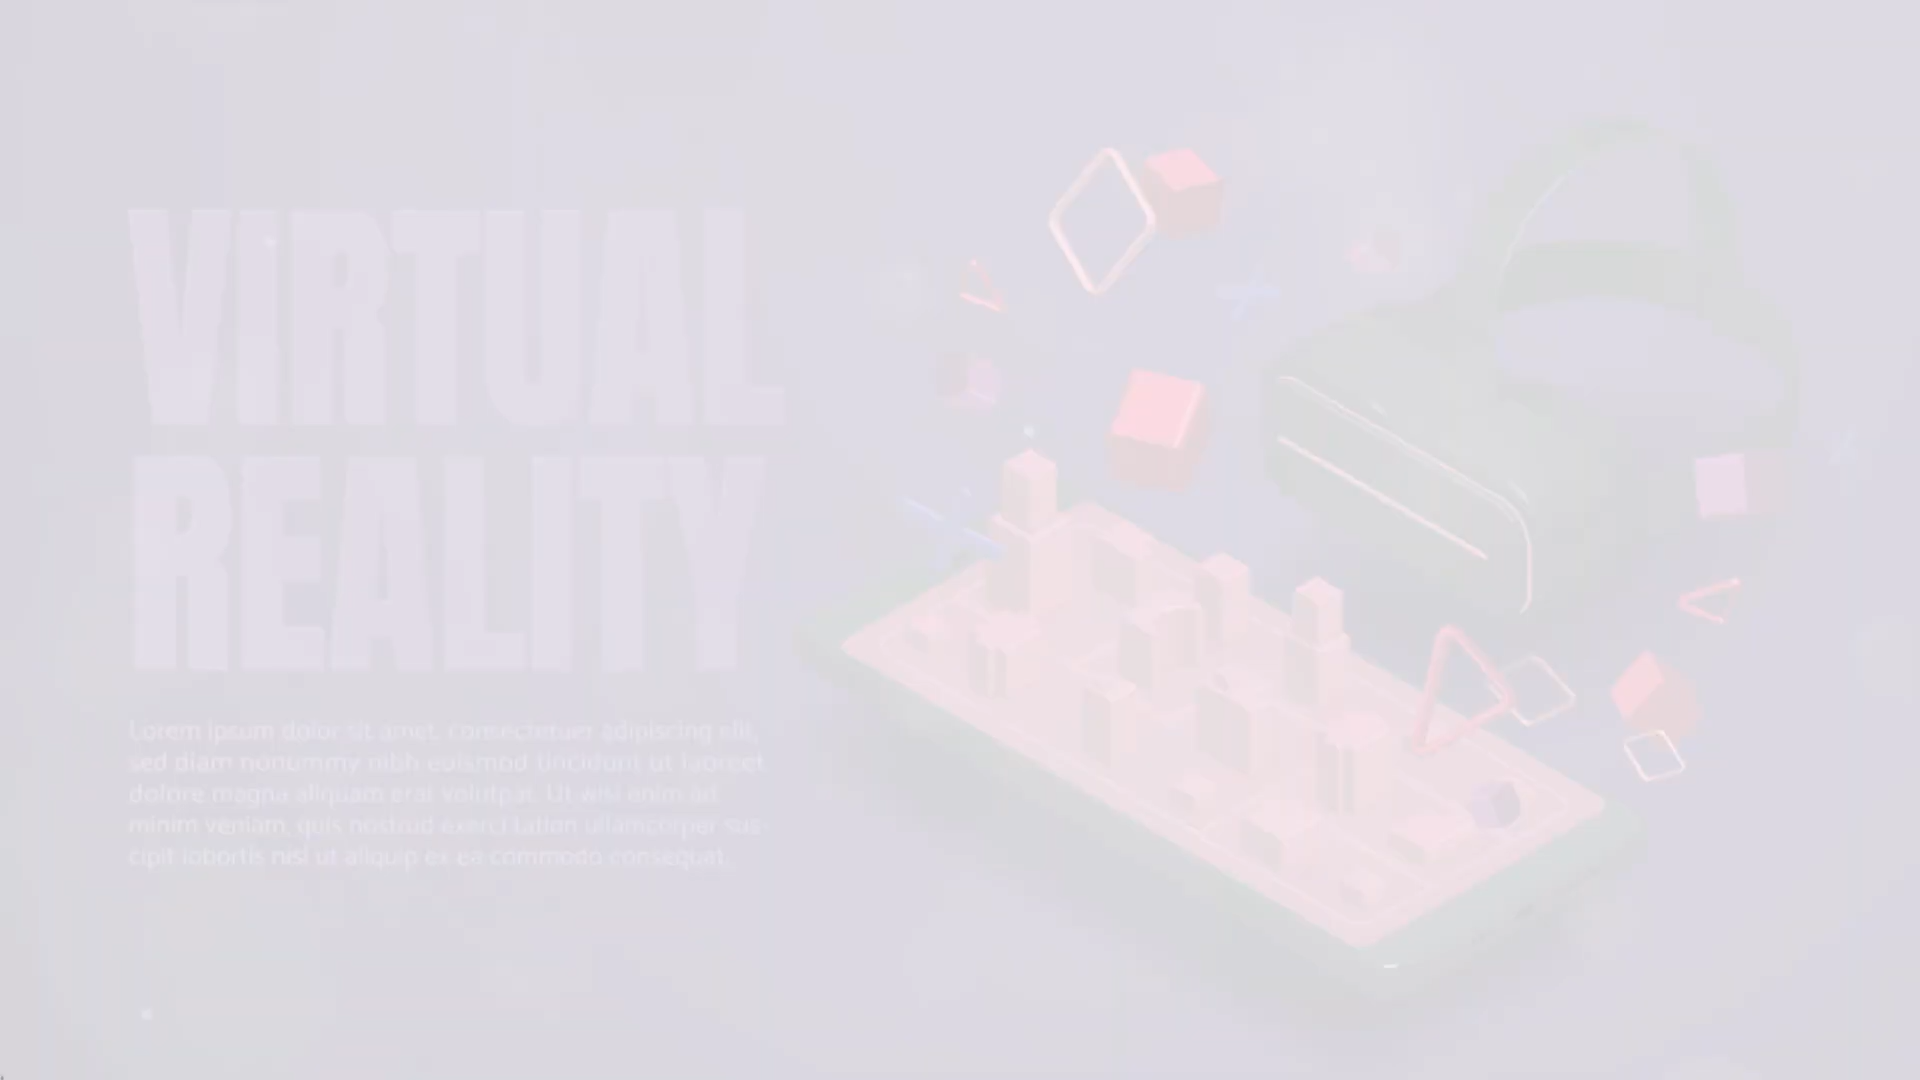 VIRTUAL
REALITY
Lorem ipsum dolor sit amet, consectetuer adipiscing elit,
sed diam nonummy nibh euismod tincidunt ut laoreet
dolore magna aliquam erat volutpat. Ut wisi enim ad
minim veniam, quis nostrud exerci tation ullamcorper sus
cipit lobortis nisl ut aliquip ex ea commodo consequat.